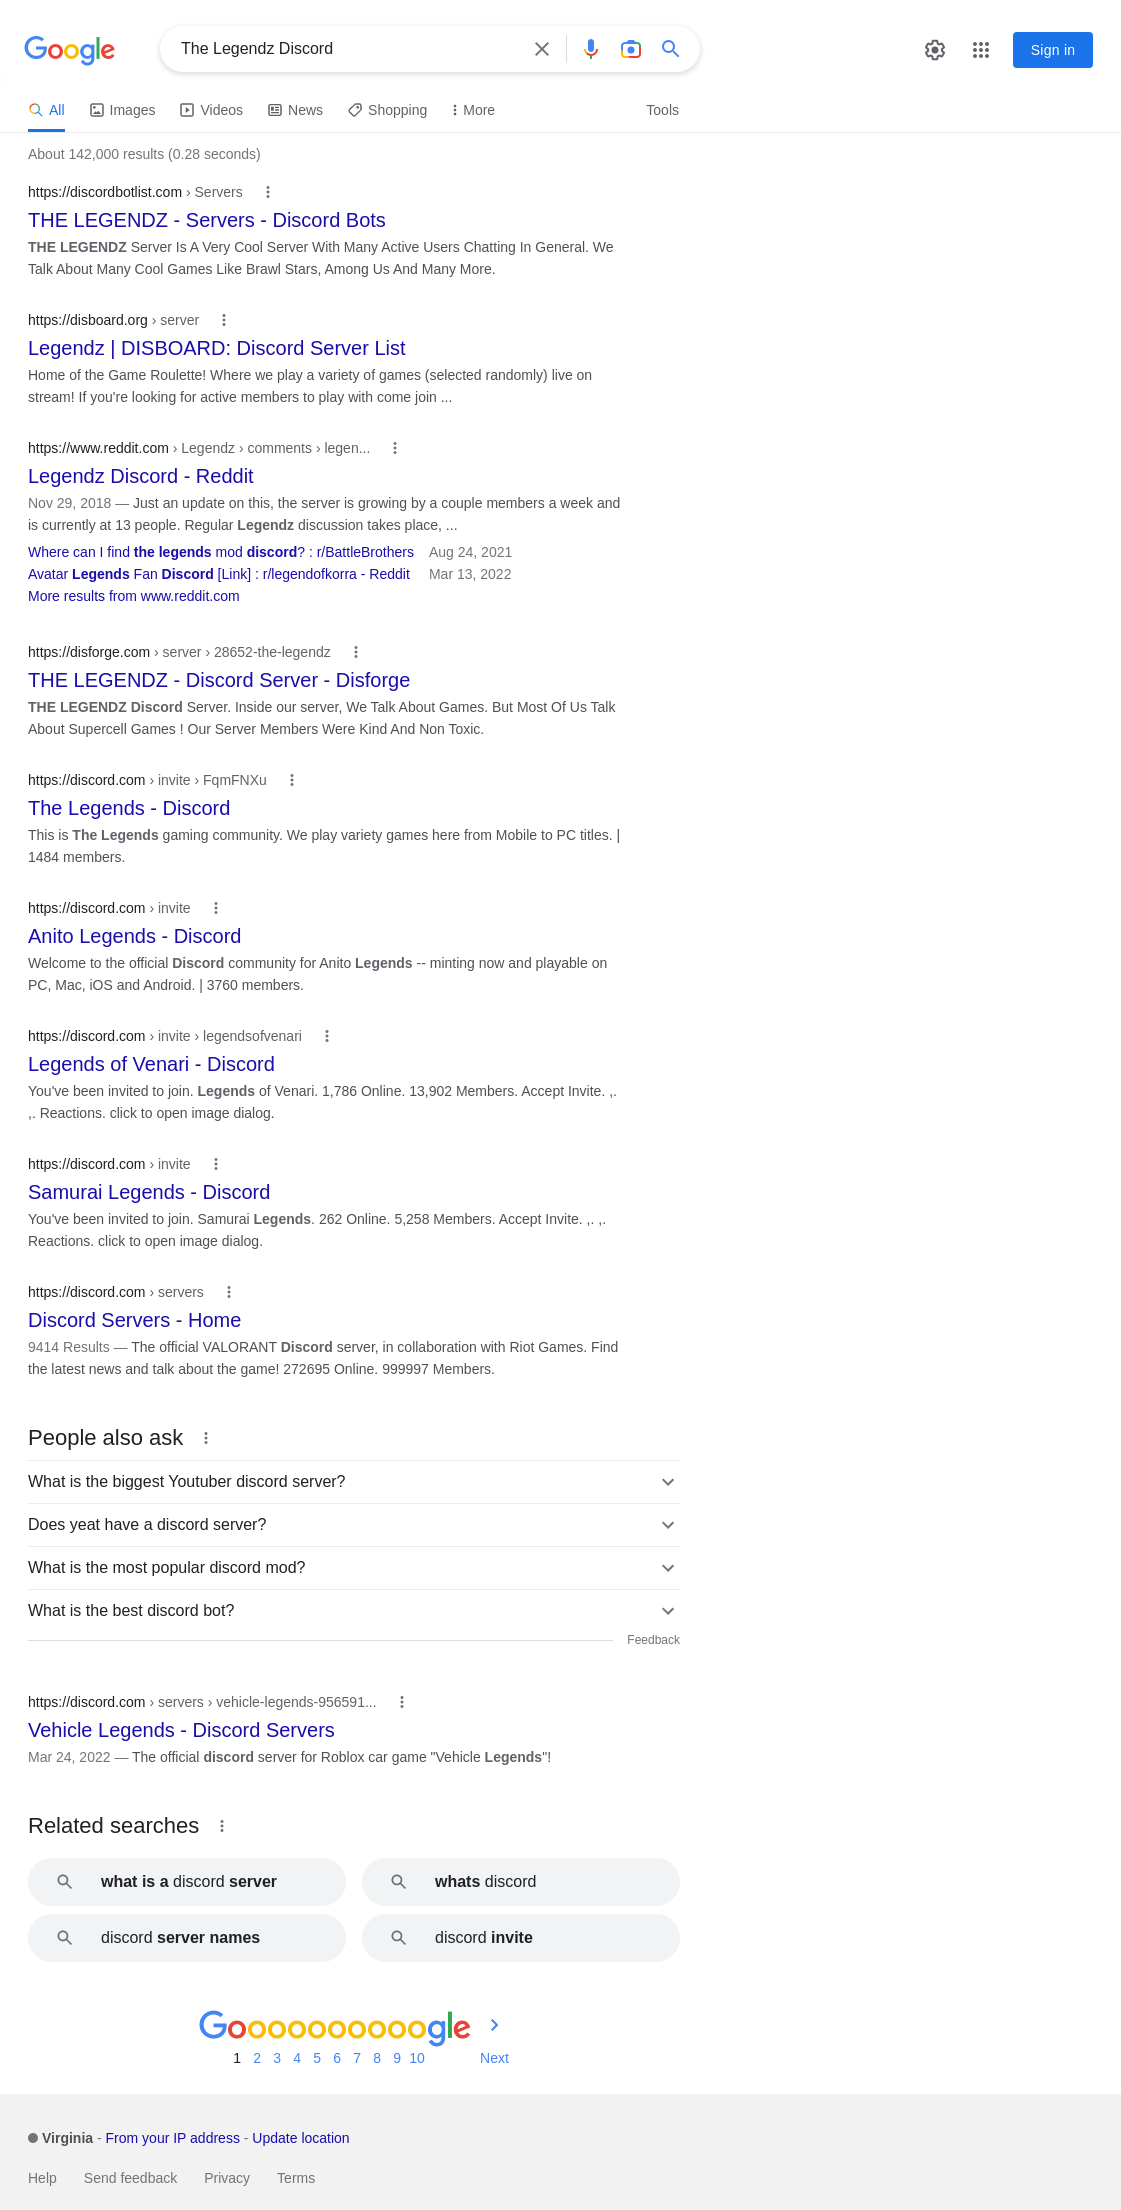 Google
The Legendz Discord
Sign in
All
Images
Videos
News
Shopping
More
Tools
About 142,000 results (0.28 seconds)
https://discordbotlist.com › Servers
THE LEGENDZ - Servers - Discord Bots
THE LEGENDZ Server Is A Very Cool Server With Many Active Users Chatting In General. We
Talk About Many Cool Games Like Brawl Stars, Among Us And Many More.
https://disboard.org › server
Legendz | DISBOARD: Discord Server List
Home of the Game Roulette! Where we play a variety of games (selected randomly) live on
stream! If you're looking for active members to play with come join ...
https://www.reddit.com › Legendz › comments › legen...
Legendz Discord - Reddit
Nov 29, 2018 — Just an update on this, the server is growing by a couple members a week and
is currently at 13 people. Regular Legendz discussion takes place, ...
Where can I find the legends mod discord? : r/BattleBrothers Aug 24, 2021
Avatar Legends Fan Discord [Link] : r/legendofkorra - Reddit Mar 13, 2022
More results from www.reddit.com
https://disforge.com › server › 28652-the-legendz
THE LEGENDZ - Discord Server - Disforge
THE LEGENDZ Discord Server. Inside our server, We Talk About Games. But Most Of Us Talk
About Supercell Games ! Our Server Members Were Kind And Non Toxic.
https://discord.com › invite › FqmFNXu
The Legends - Discord
This is The Legends gaming community. We play variety games here from Mobile to PC titles. |
1484 members.
https://discord.com › invite
Anito Legends - Discord
Welcome to the official Discord community for Anito Legends -- minting now and playable on
PC, Mac, iOS and Android. | 3760 members.
https://discord.com › invite › legendsofvenari
Legends of Venari - Discord
You've been invited to join. Legends of Venari. 1,786 Online. 13,902 Members. Accept Invite. ,.
,. Reactions. click to open image dialog.
https://discord.com › invite
Samurai Legends - Discord
You've been invited to join. Samurai Legends. 262 Online. 5,258 Members. Accept Invite. ,. ,.
Reactions. click to open image dialog.
https://discord.com › servers
Discord Servers - Home
9414 Results — The official VALORANT Discord server, in collaboration with Riot Games. Find
the latest news and talk about the game! 272695 Online. 999997 Members.
People also ask
What is the biggest Youtuber discord server?
Does yeat have a discord server?
What is the most popular discord mod?
What is the best discord bot?
Feedback
https://discord.com › servers › vehicle-legends-956591...
Vehicle Legends - Discord Servers
Mar 24, 2022 — The official discord server for Roblox car game "Vehicle Legends"!
Related searches
what is a discord server
whats discord
discord server names
discord invite
Goooooooooogle
1 2 3 4 5 6 7 8 9 10 Next
Virginia - From your IP address - Update location
Help Send feedback Privacy Terms